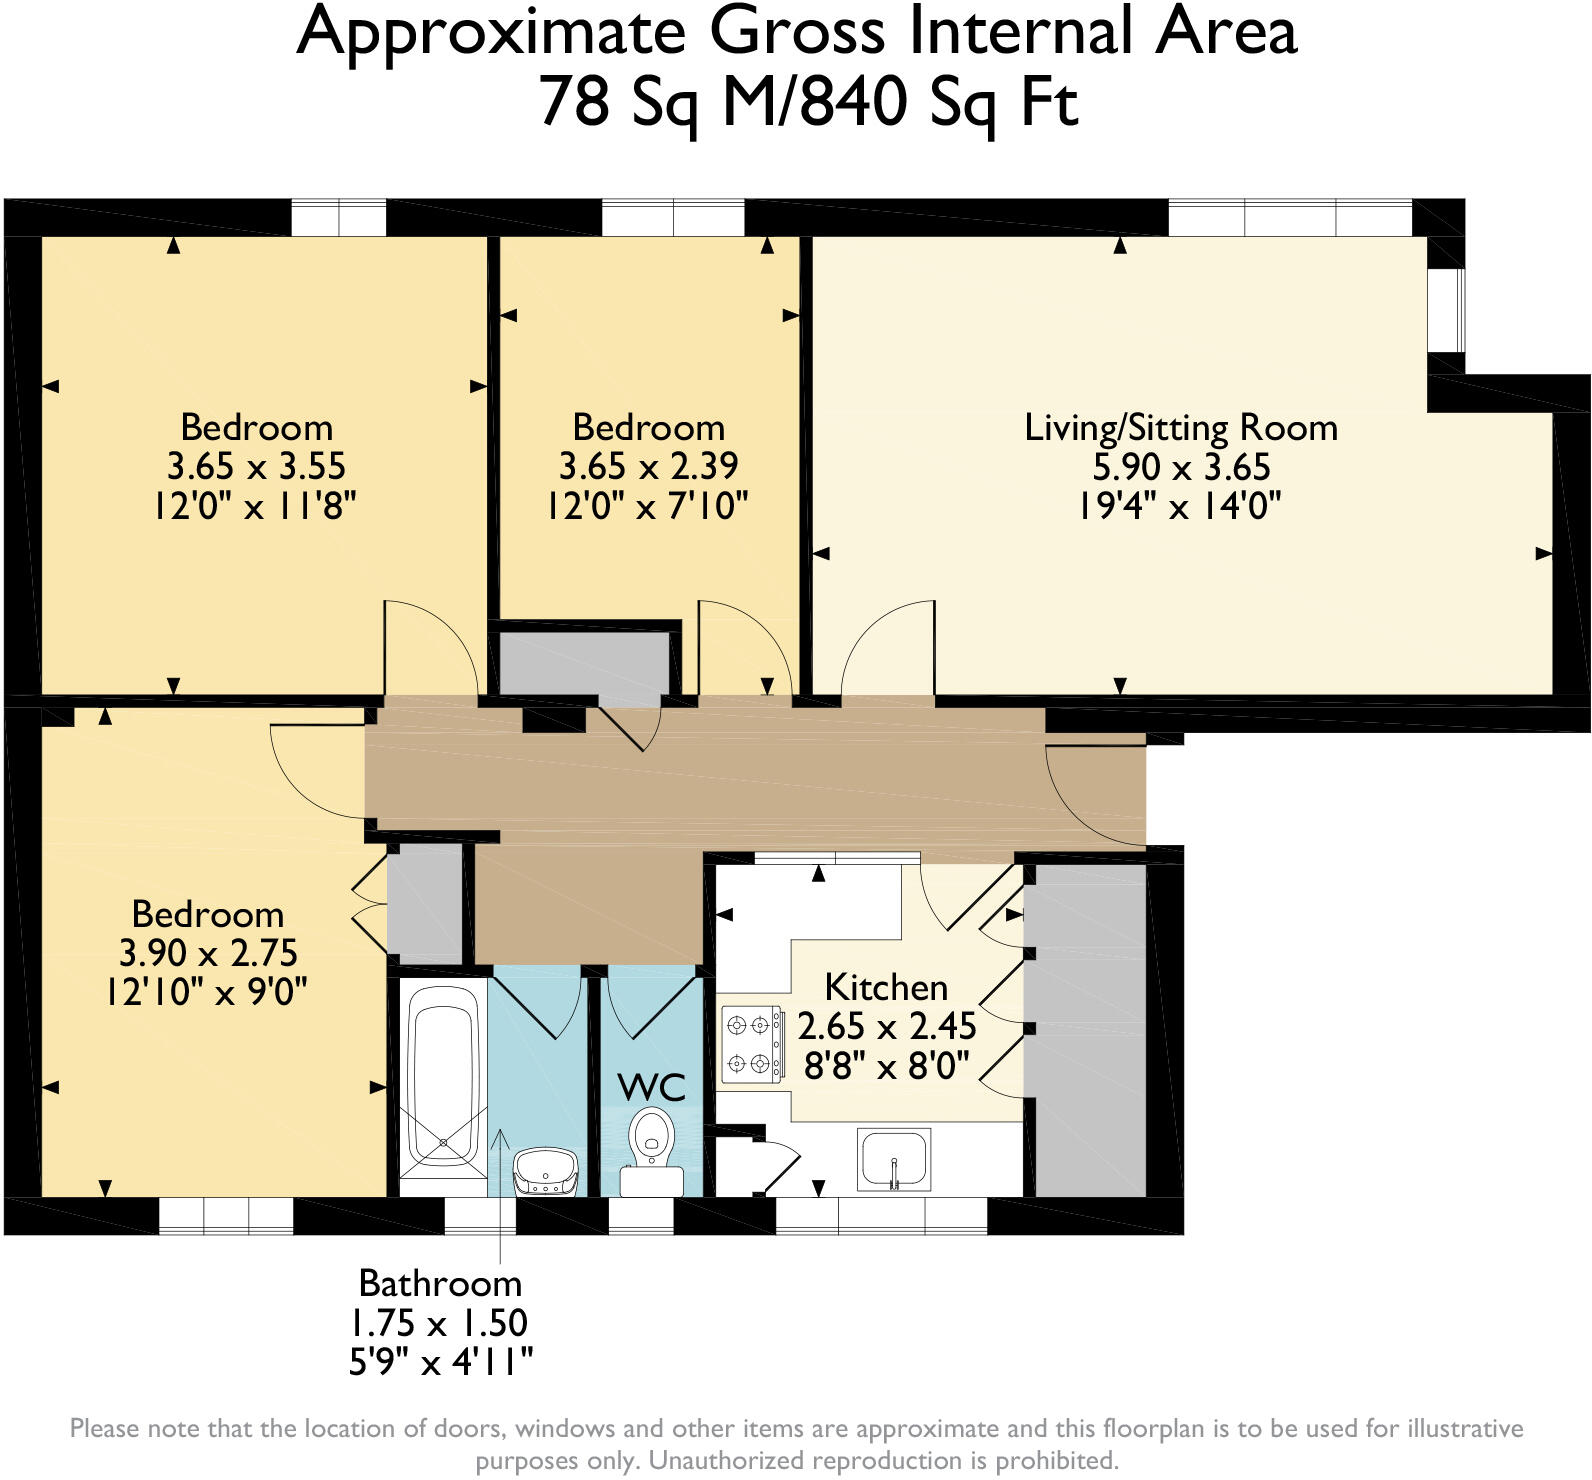 Approximate Gross Internal Area
78 Sq M/840 Sq Ft
Bedroom
3.65 x 3.55
12'0" x 11'8"
Bedroom
3.65 x 2.39
12'0" x 7'10"
Living/Sitting Room
5.90 x 3.65
19'4" x 14'0"
Bedroom
3.90 x 2.75
12'10" x 9'0"
WC
Kitchen
2.65 x 2.45
8'8" x 8'0"
Bathroom
1.75 x 1.50
5'9" x 4'11"
Please note that the location of doors, windows and other items are approximate and this floorplan is to be used for illustrative
purposes only. Unauthorized reproduction is prohibited.